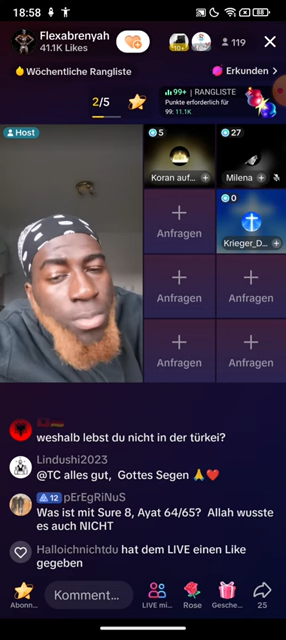 18:58
88
Flexabrenyah
41.1K Likes
10+
119
Wöchentliche Rangliste
Erkunden >
2/5
99+ | RANGLISTE
Punkte erforderlich für
99: 11.1K
Host
5
27
Koran auf...
Milena
0
Anfragen
Krieger_D...
Anfragen
Anfragen
Anfragen
Anfragen
weshalb lebst du nicht in der türkei?
Lindushi2023
@TC alles gut, Gottes Segen 🙏❤️
12 pErEgRiNuS
Was ist mit Sure 8, Ayat 64/65? Allah wusste
es auch NICHT
Halloichnichtdu hat dem LIVE einen Like
gegeben
Kommentar...
Abonn...
LIVE mi...
Rose
Gesche...
25